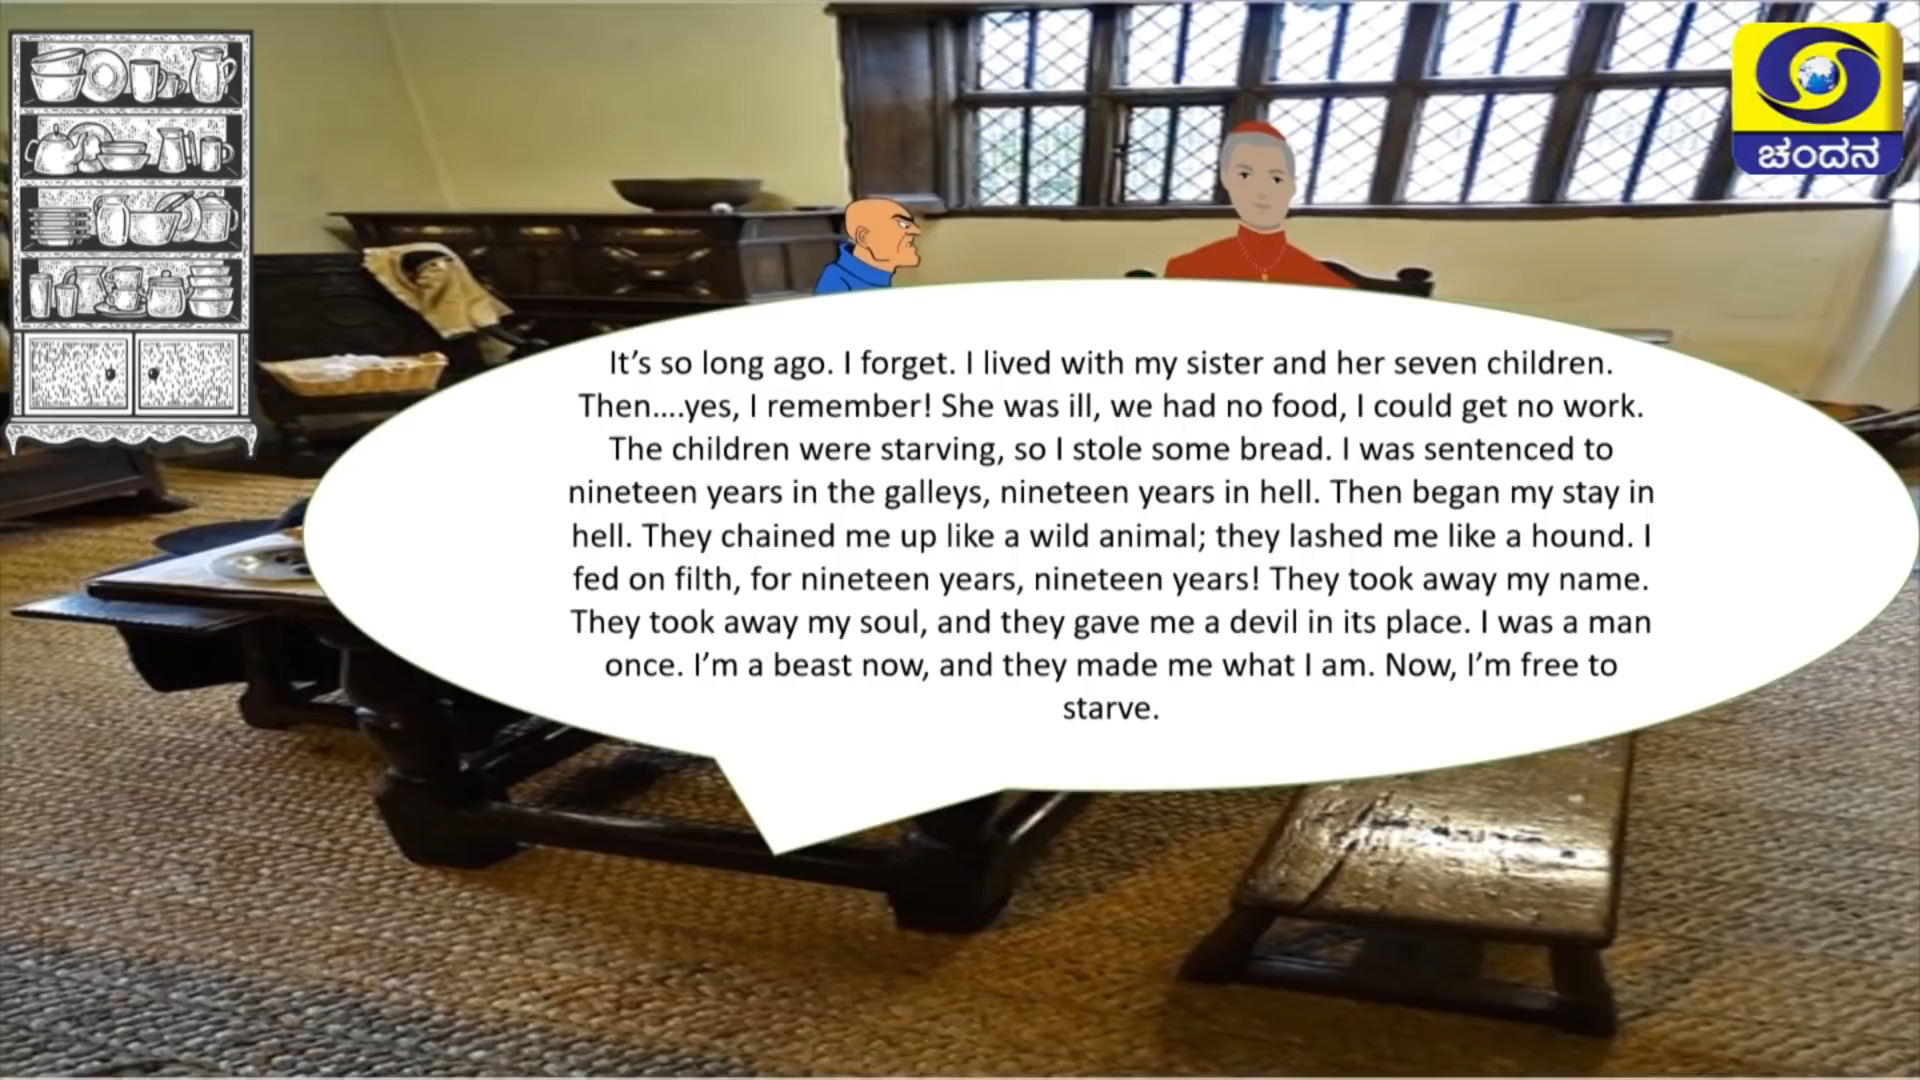 ಚಂದನ
It’s so long ago. I forget. I lived with my sister and her seven children.
Then....yes, I remember! She was ill, we had no food, I could get no work.
The children were starving, so I stole some bread. I was sentenced to
nineteen years in the galleys, nineteen years in hell. Then began my stay in
hell. They chained me up like a wild animal; they lashed me like a hound. I
fed on filth, for nineteen years, nineteen years! They took away my name.
They took away my soul, and they gave me a devil in its place. I was a man
once. I’m a beast now, and they made me what I am. Now, I’m free to
starve.